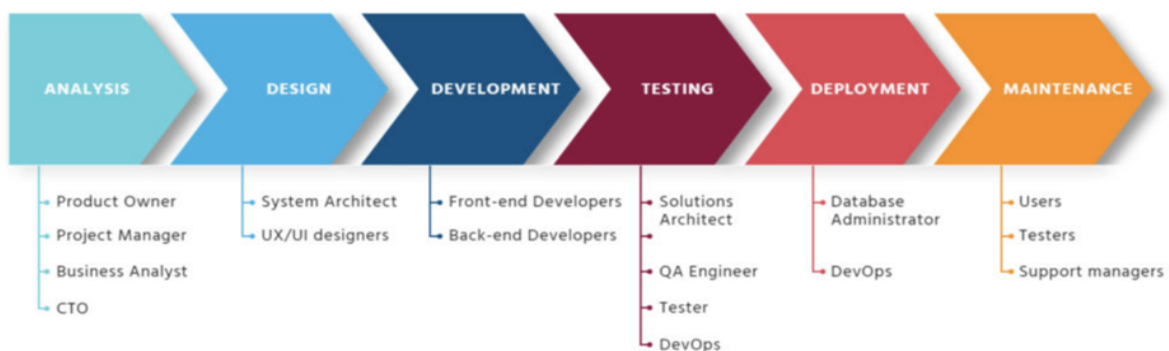 ANALYSIS
DESIGN
DEVELOPMENT
TESTING
DEPLOYMENT
MAINTENANCE
Product Owner
Project Manager
Business Analyst
CTO
System Architect
UX/UI designers
Front-end Developers
Back-end Developers
Solutions
Architect
QA Engineer
Tester
DevOps
Database
Administrator
DevOps
Users
Testers
Support managers